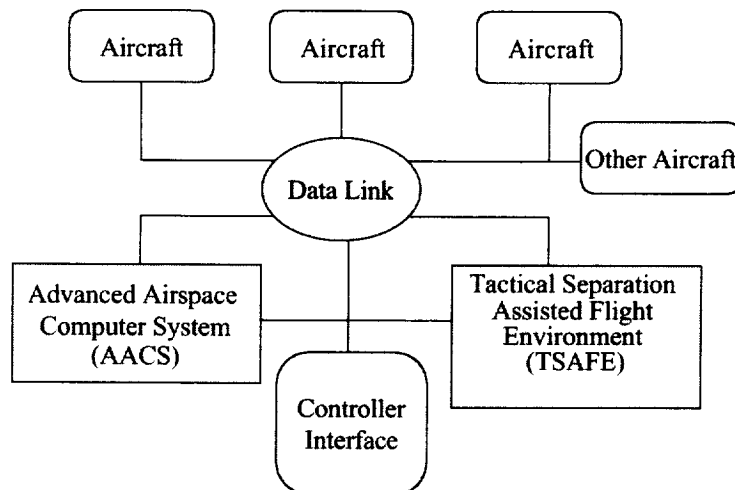 Aircraft
Aircraft
Aircraft
Other Aircraft
Data Link
Advanced Airspace
Computer System
(AACS)
Tactical Separation
Assisted Flight
Environment
(TSAFE)
Controller
Interface